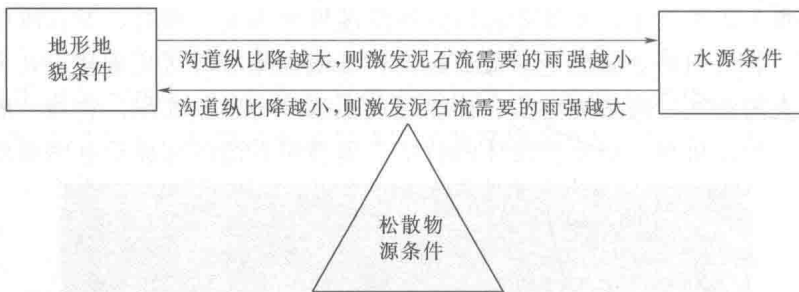 地形地
貌条件
沟道纵比降越大,则激发泥石流需要的雨强越小
水源条件
沟道纵比降越小,则激发泥石流需要的雨强越大
松散物
源条件